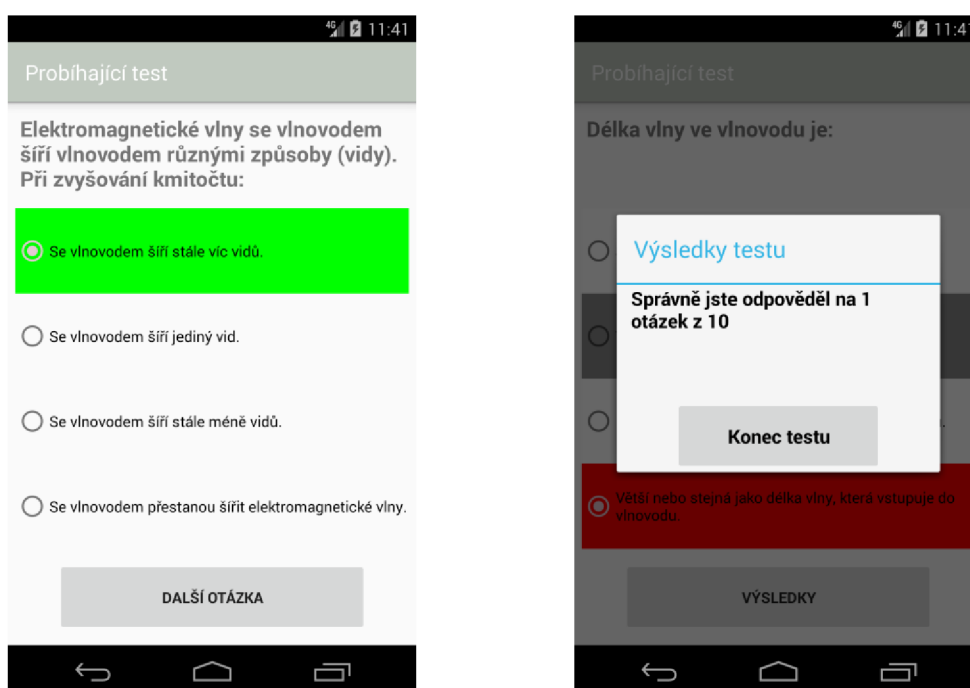 4G 11:41
Probíhající test
Elektromagnetické vlny se vlnovodem
šíří vlnovodem různými způsoby (vidy).
Při zvyšování kmitočtu:
Se vlnovodem šíří stále víc vidů.
Se vlnovodem šíří jediný vid.
Se vlnovodem šíří stále méně vidů.
Se vlnovodem přestanou šířit elektromagnetické vlny.
DALŠÍ OTÁZKA
4G 11:41
Probíhající test
Délka vlny ve vlnovodu je:
Výsledky testu
Správně jste odpověděl na 1
otázek z 10
Konec testu
Větší nebo stejná jako délka vlny, která vstupuje do
vlnovodu.
VÝSLEDKY